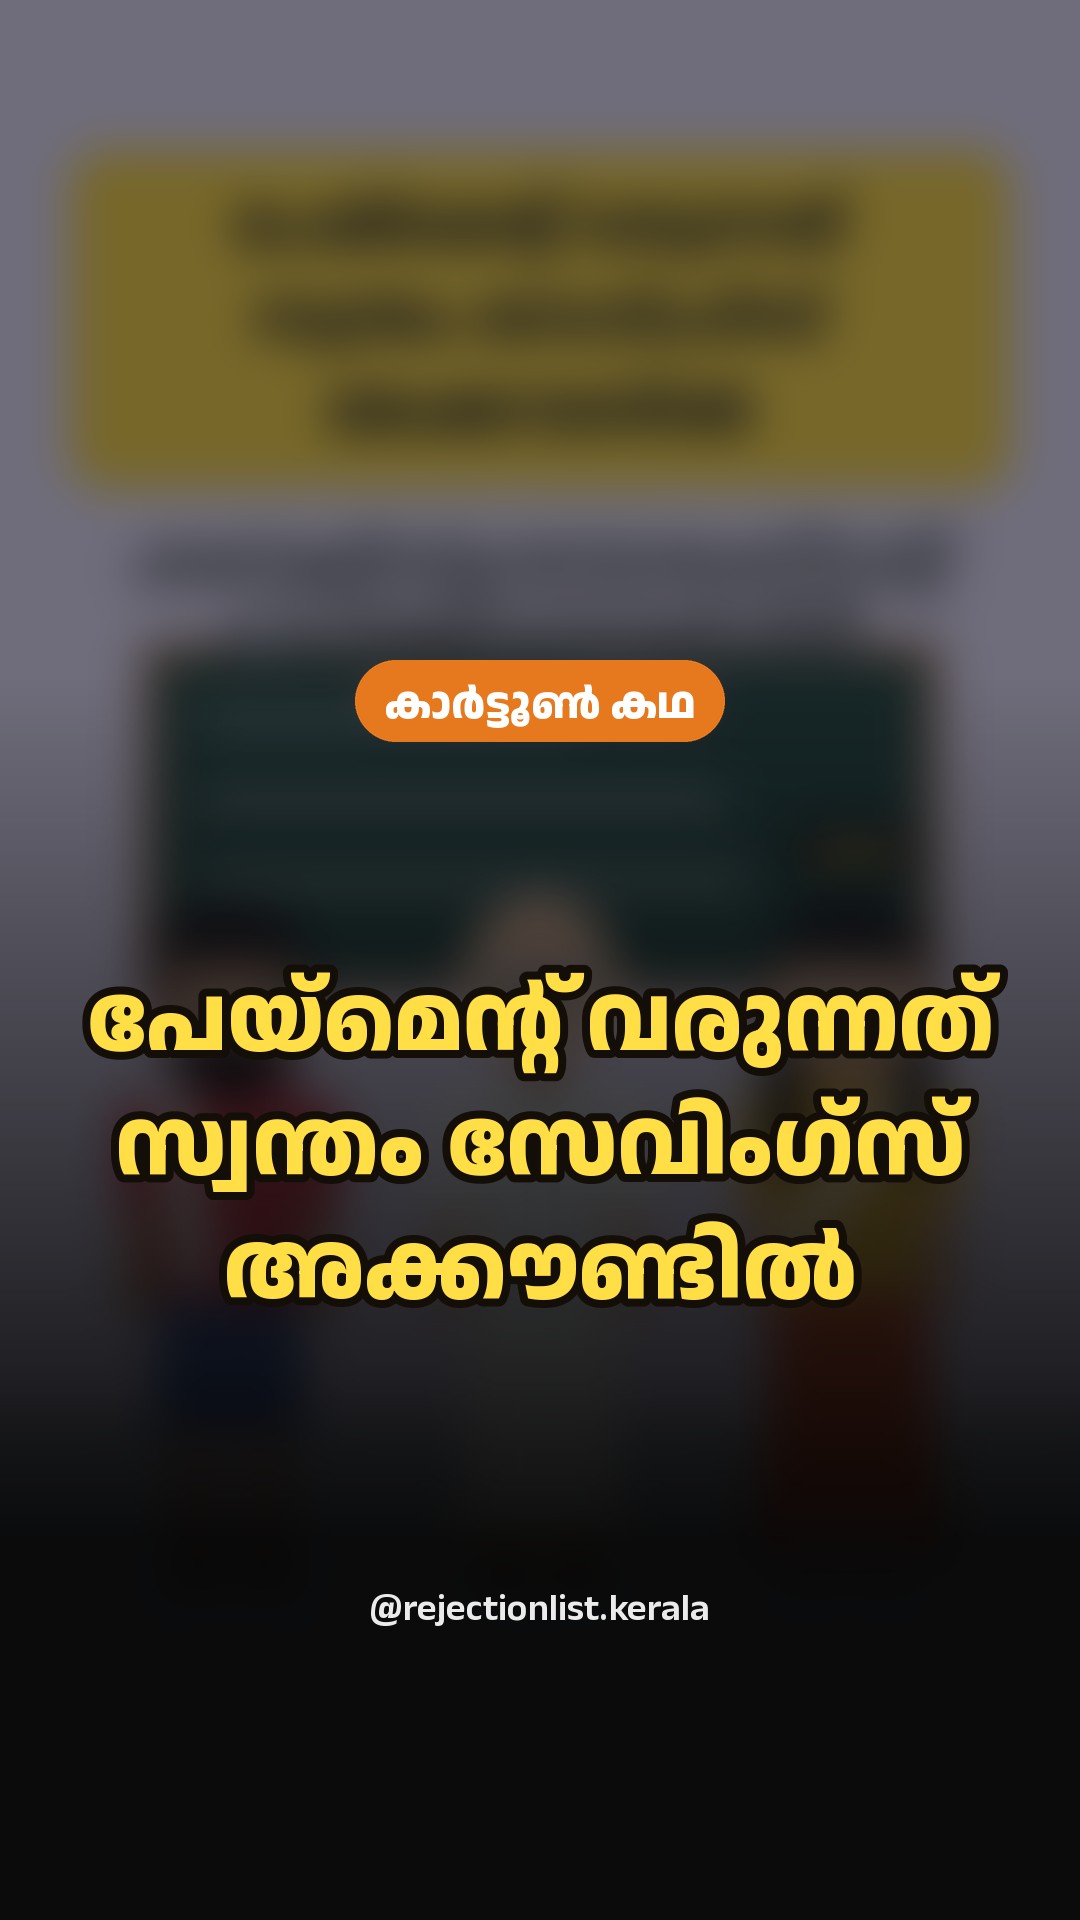 കാർട്ടൂൺ കഥ
പേയ്മെന്റ് വരുന്നത്
സ്വന്തം സേവിംഗ്സ്
അക്കൗണ്ടിൽ
@rejectionlist.kerala